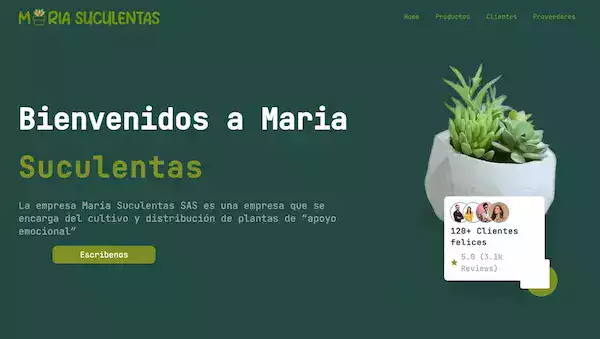 MARIA SUCULENTAS
Home Productos Clientes Proveedores
Bienvenidos a Maria
Suculentas
La empresa Maria Suculentas SAS es una empresa que se
encarga del cultivo y distribución de plantas de “apoyo
emocional”
Escribenos
120+ Clientes
felices
5.0 (3.1k
Reviews)